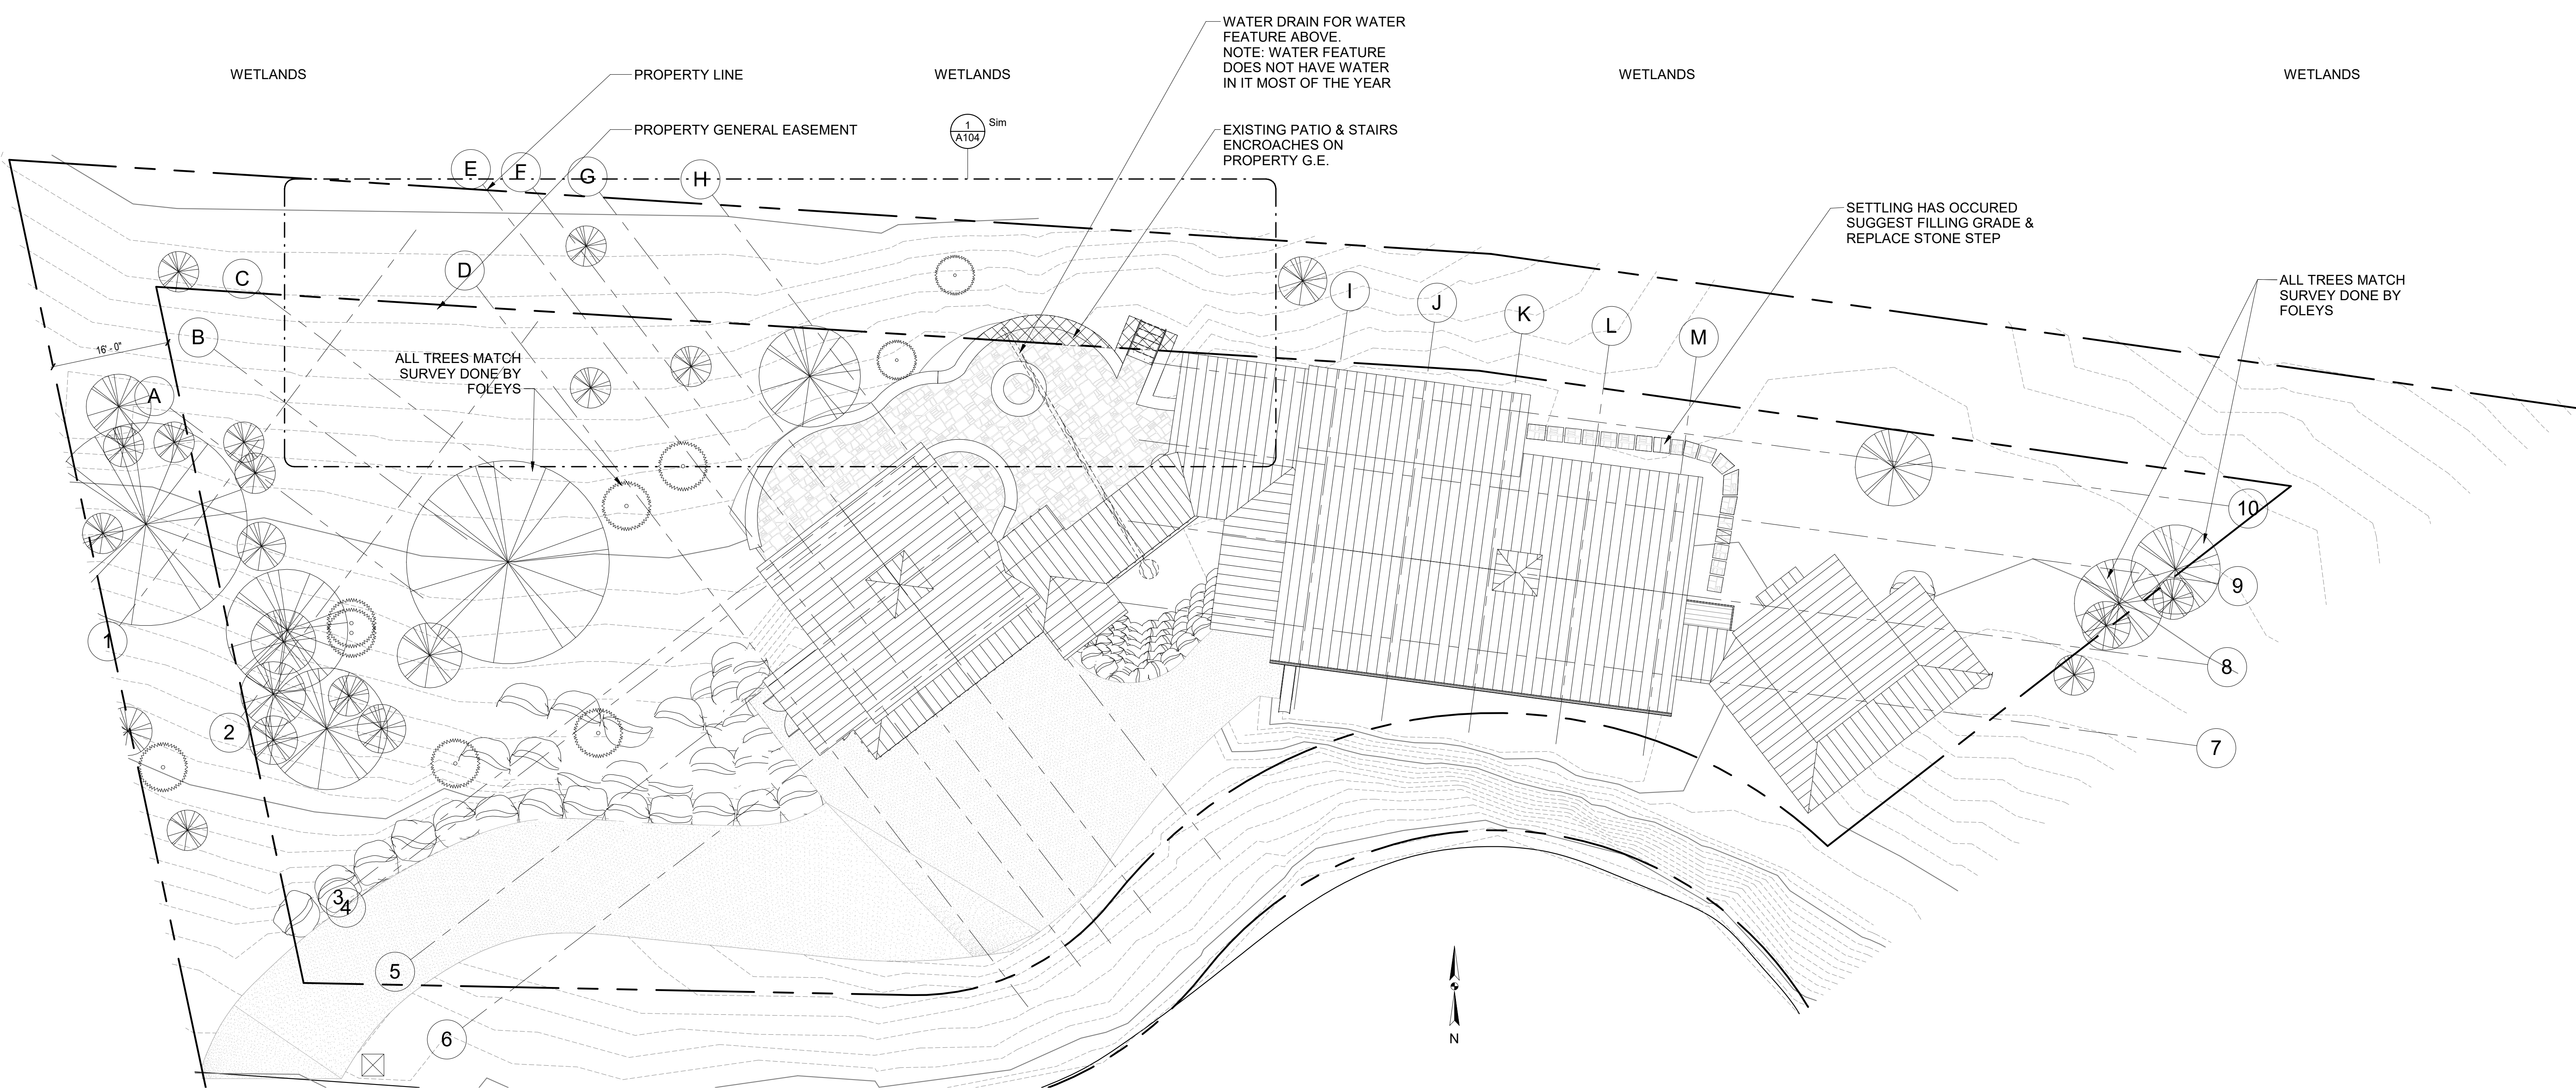 WATER DRAIN FOR WATER
FEATURE ABOVE.
NOTE: WATER FEATURE
DOES NOT HAVE WATER
IN IT MOST OF THE YEAR
WETLANDS
PROPERTY LINE
WETLANDS
WETLANDS
WETLANDS
PROPERTY GENERAL EASEMENT
1
A104
Sim
EXISTING PATIO & STAIRS
ENCROACHES ON
PROPERTY G.E.
E
F
G
H
SETTLING HAS OCCURED
SUGGEST FILLING GRADE &
REPLACE STONE STEP
C
D
I
J
K
L
M
ALL TREES MATCH
SURVEY DONE BY
FOLEYS
B
16' - 0"
A
ALL TREES MATCH
SURVEY DONE BY
FOLEYS
10
9
8
7
1
2
3
4
5
6
N